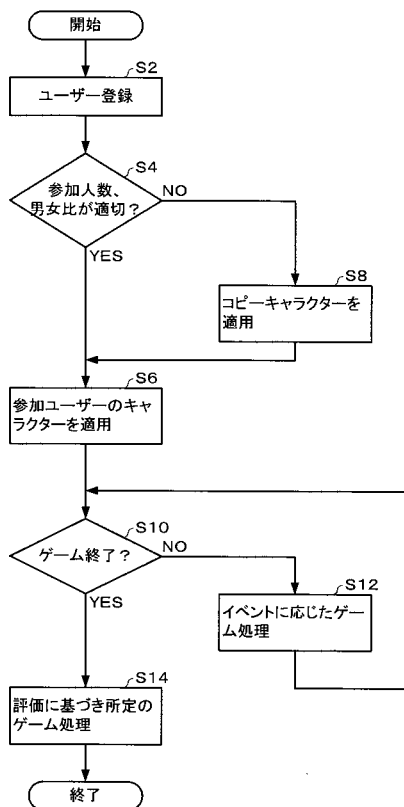 開始
S2
ユーザー登録
S4
参加人数、
男女比が適切?
NO
YES
S8
コピーキャラクターを
適用
S6
参加ユーザーのキャ
ラクターを適用
S10
ゲーム終了?
NO
YES
S12
イベントに応じたゲー
ム処理
S14
評価に基づき所定の
ゲーム処理
終了